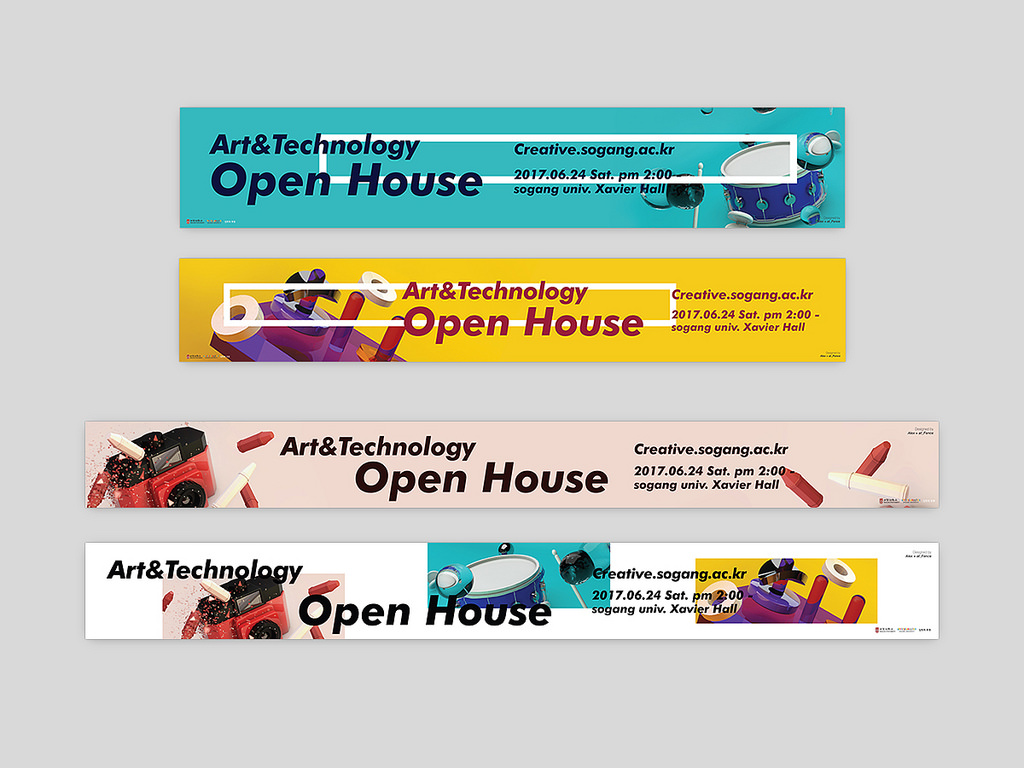 Art&Technology
Open House
Creative.sogang.ac.kr
2017.06.24 Sat. pm 2:00 -
sogang univ. Xavier Hall
Art&Technology
Open House
Creative.sogang.ac.kr
2017.06.24 Sat. pm 2:00 -
sogang univ. Xavier Hall
Art&Technology
Open House
Creative.sogang.ac.kr
2017.06.24 Sat. pm 2:00 -
sogang univ. Xavier Hall
Designed by
Art&Technology
Open House
Creative.sogang.ac.kr
2017.06.24 Sat. pm 2:00 -
sogang univ. Xavier Hall
Designed by